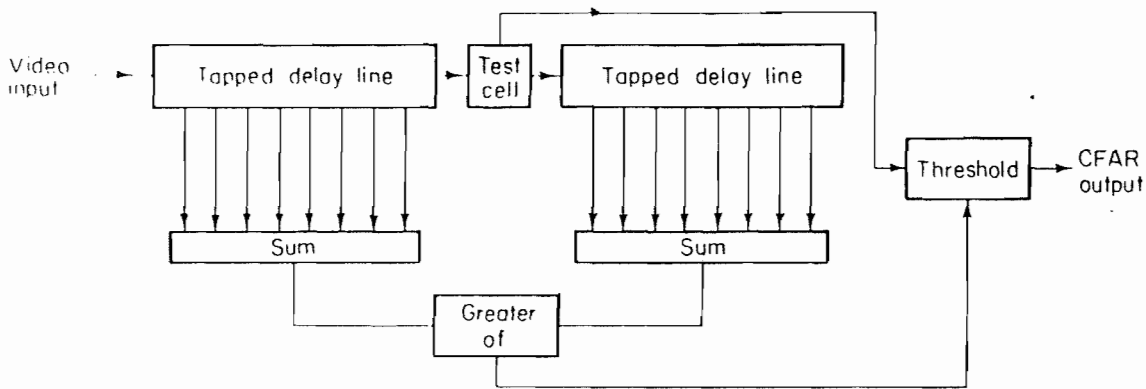 Video
input
Tapped delay line
Test
cell
Tapped delay line
Threshold
CFAR
output
Sum
Sum
Greater
of